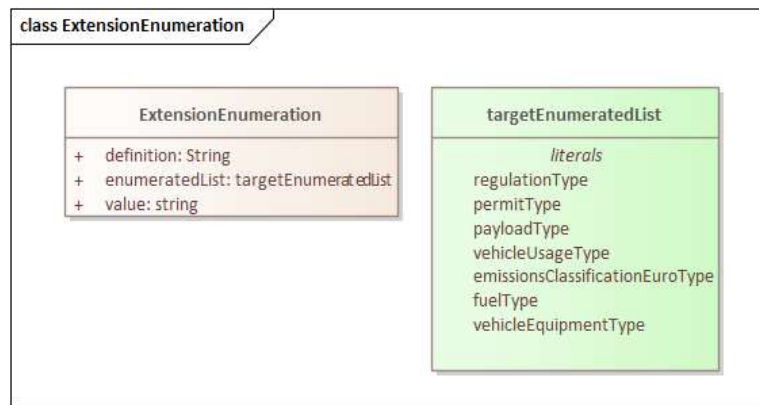 class ExtensionEnumeration
ExtensionEnumeration
+ definition: String
+ enumeratedList: targetEnumeratedList
+ value: string
targetEnumeratedList
literals
regulationType
permitType
payloadType
vehicleUsageType
emissionsClassificationEuroType
fuelType
vehicleEquipmentType